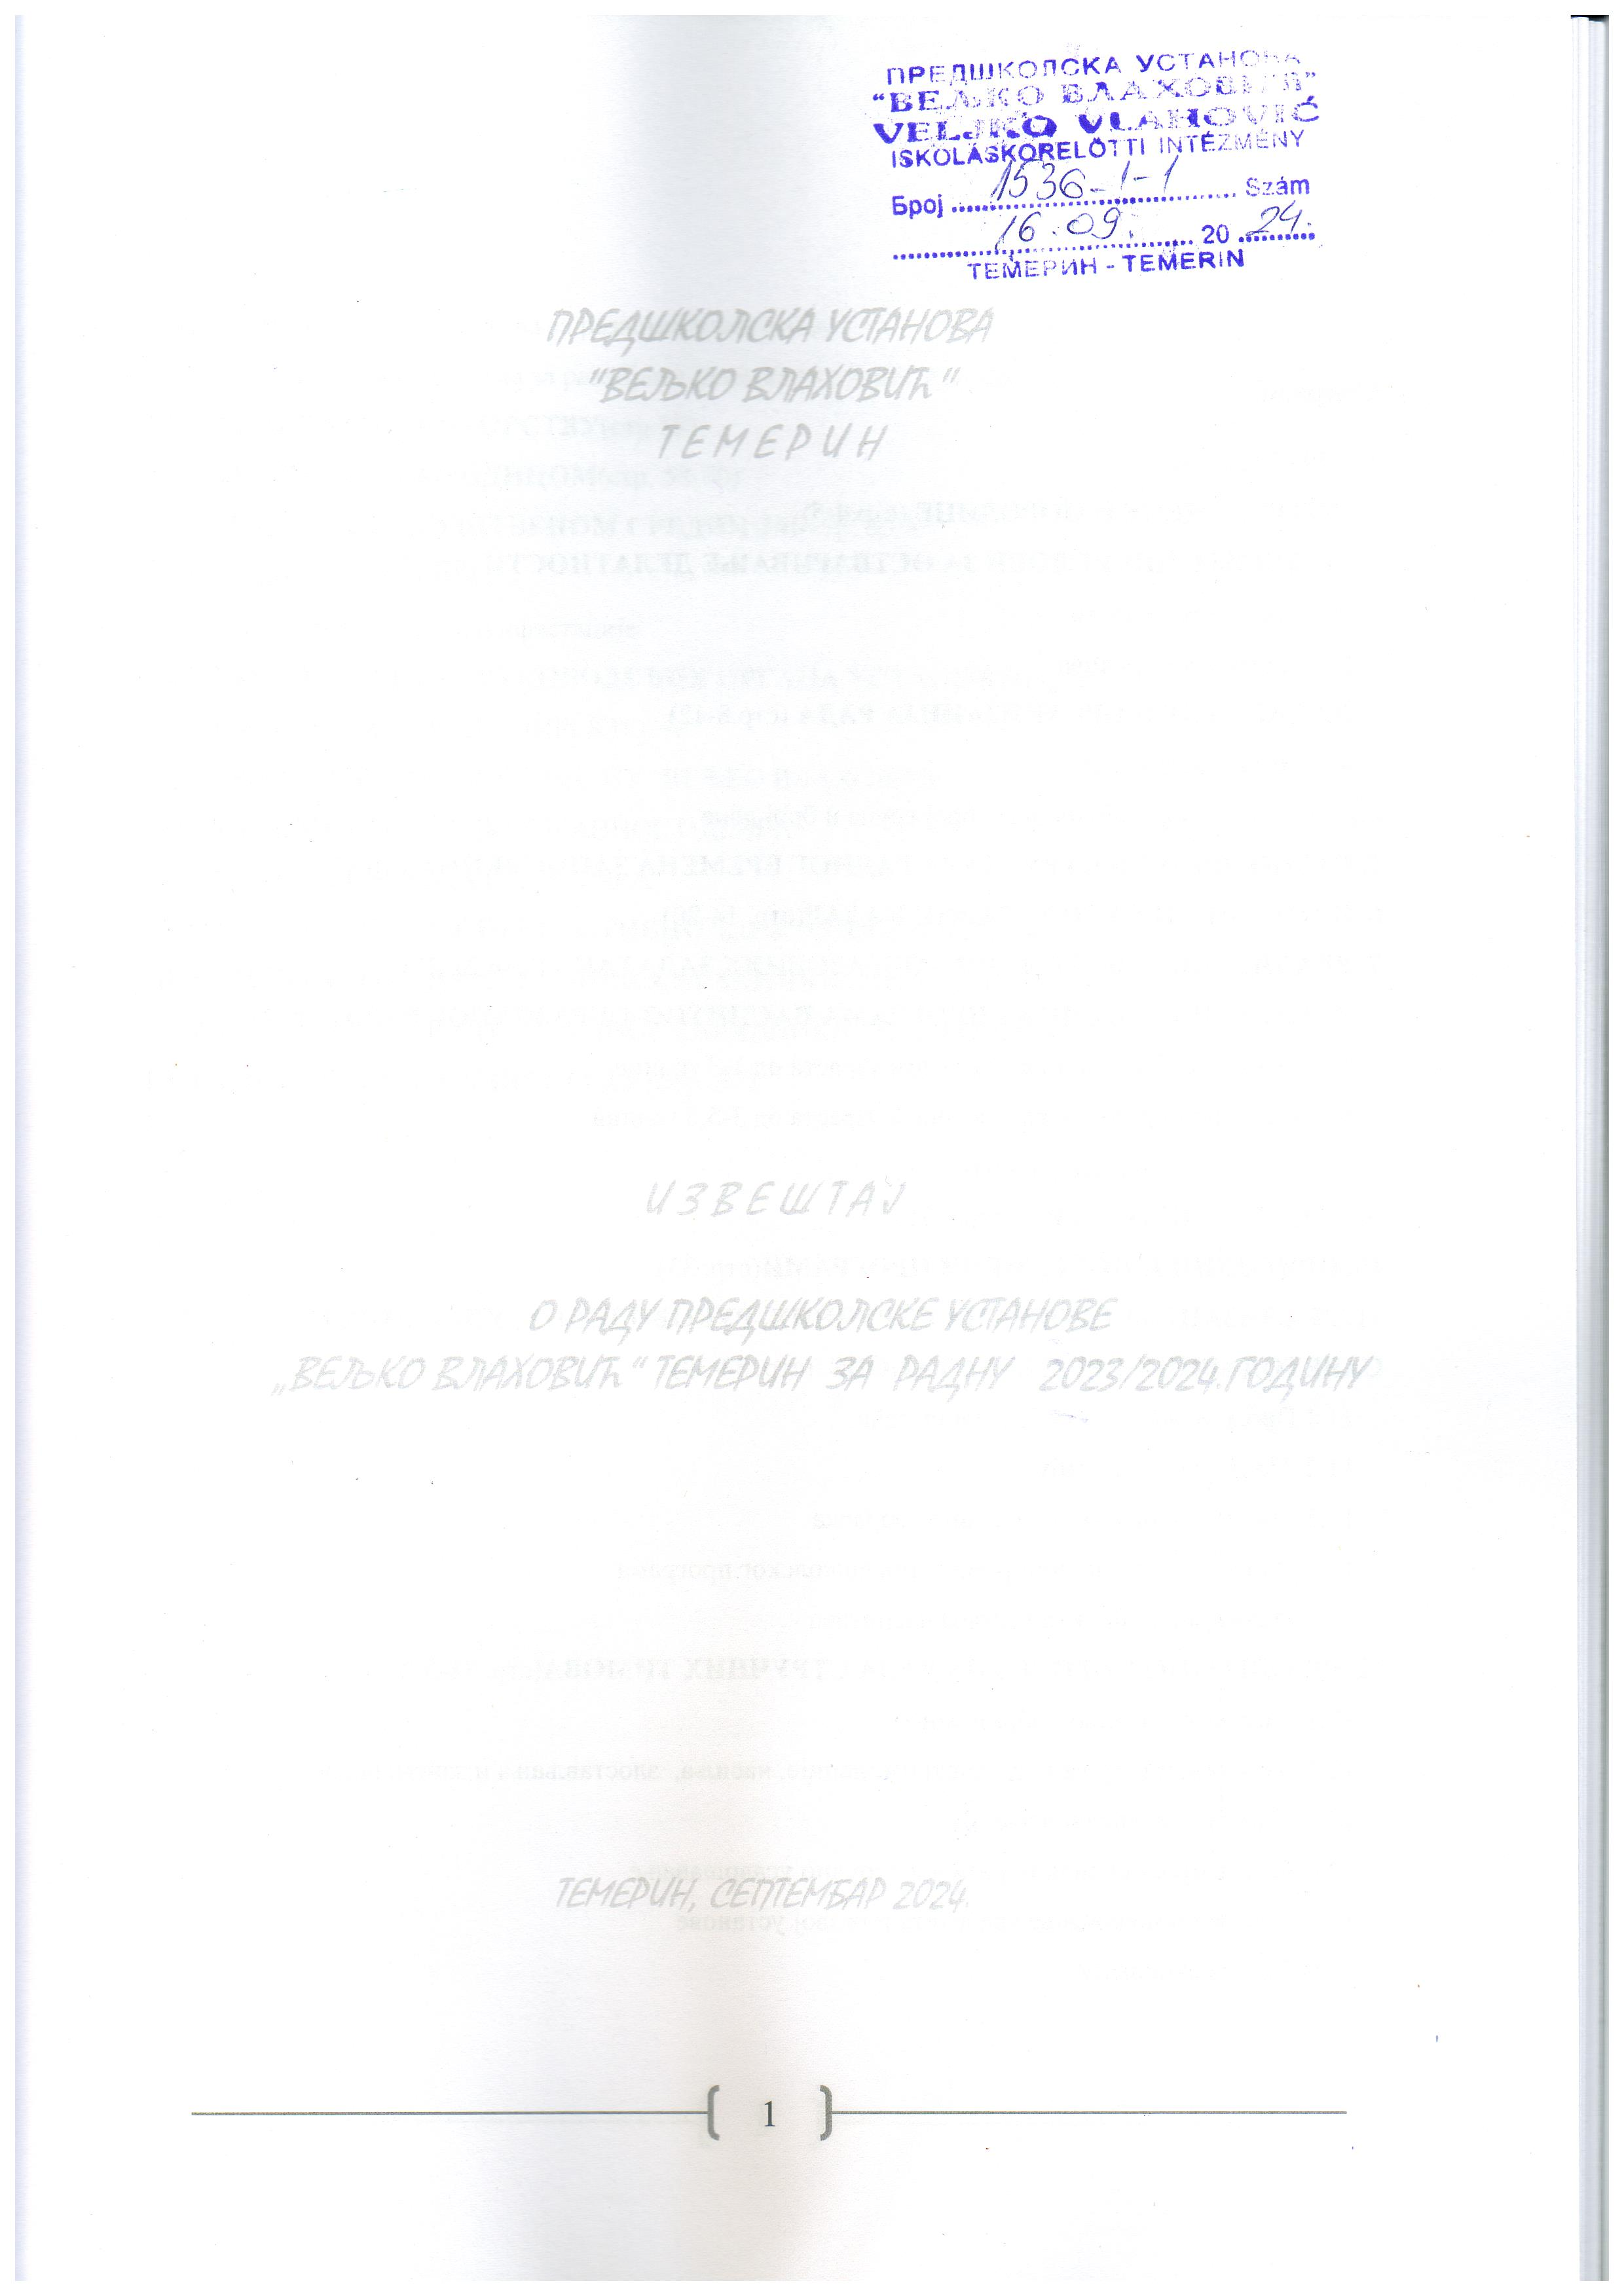 ПРЕДШКОЛСКА УСТАНОВА
“ВЕЉКО ВЛАХОВИЋ”
VELJKO VLAHOVIĆ
ISKOLÁSKORELŐTTI INTÉZMÉNY
Број 1536-1-1 Szám
16.09. 20 24.
ТЕМЕРИН - TEMERIN
ПРЕДШКОЛСКА УСТАНОВА
“ВЕЉКО ВЛАХОВИЋ“
ТЕМЕРИН
ИЗВЕШТАЈ
О РАДУ ПРЕДШКОЛСКЕ УСТАНОВЕ
„ВЕЉКО ВЛАХОВИЋ“ ТЕМЕРИН ЗА РАДНУ 2023/2024.ГОДИНУ
ТЕМЕРИН, СЕПТЕМБАР 2024.
1